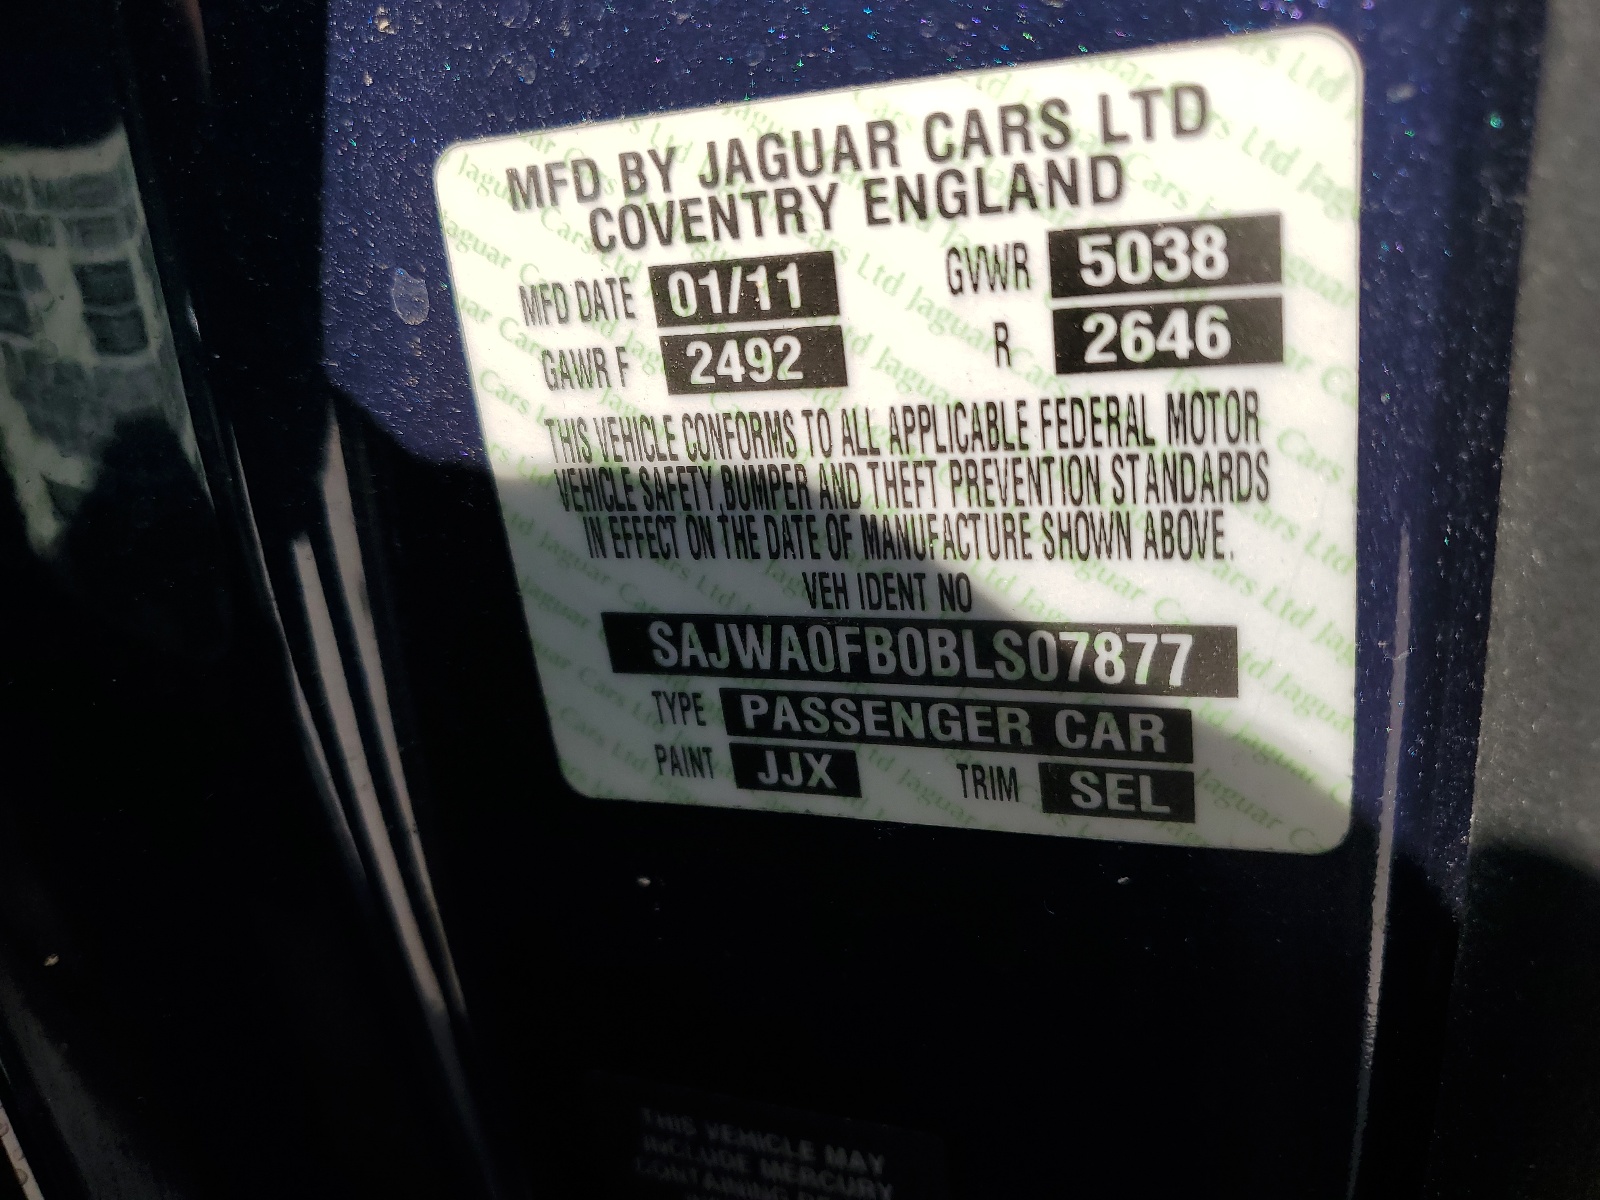 MFD BY JAGUAR CARS LTD
COVENTRY ENGLAND
MFD DATE 01/11 GVWR 5038
GAWR F 2492 R 2646
THIS VEHICLE CONFORMS TO ALL APPLICABLE FEDERAL MOTOR
VEHICLE SAFETY,BUMPER AND THEFT PREVENTION STANDARDS
IN EFFECT ON THE DATE OF MANUFACTURE SHOWN ABOVE.
VEH IDENT NO
SAJWA0FB0BLS07877
TYPE PASSENGER CAR
PAINT JJX TRIM SEL
THIS VEHICLE MAY
INCLUDE MERCURY
CONTAINING